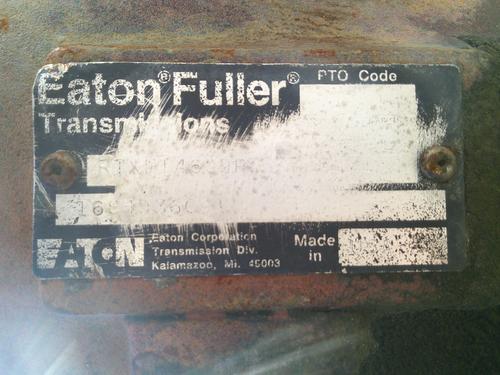 Eaton® Fuller® PTO Code
Transmissions
EATON Eaton Corporation
Transmission Div.
Kalamazoo, MI. 49003
Made
in